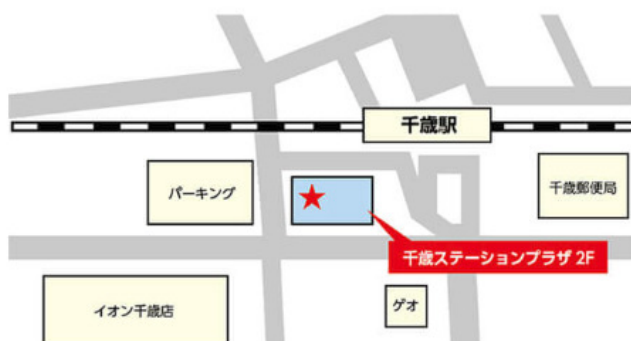 千歳駅
パーキング
千歳郵便局
千歳ステーションプラザ 2F
イオン千歳店
ゲオ